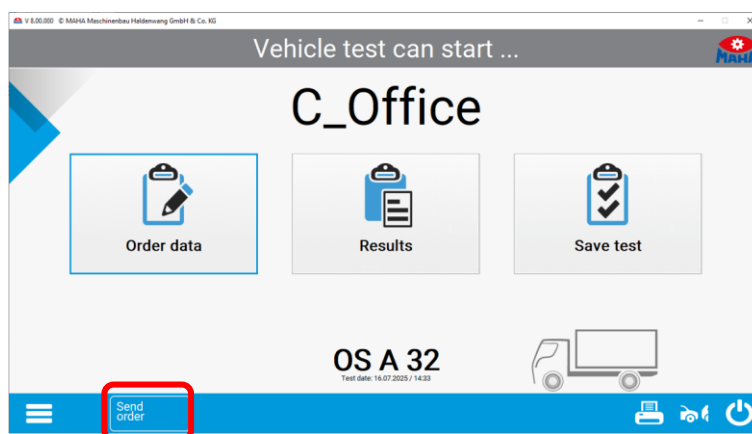 V 8.00.000 © MAHA Maschinenbau Haldenwang GmbH & Co. KG
Vehicle test can start ...
MAHA
C_Office
Order data
Results
Save test
OS A 32
Test date: 16.07.2025 / 14:33
Send
order